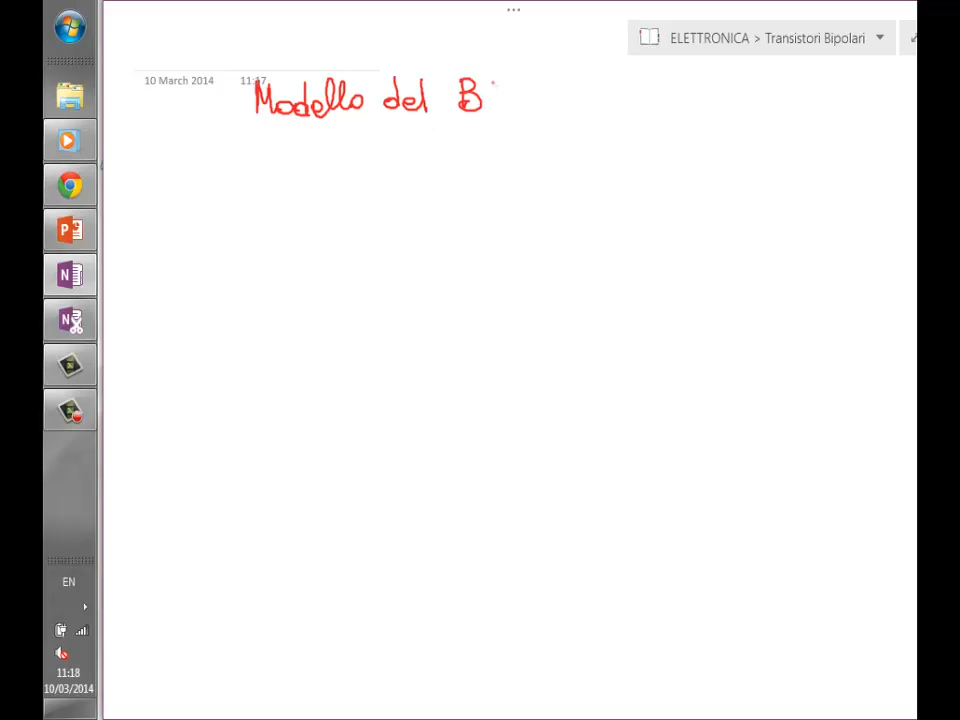 ...
ELETTRONICA > Transistori Bipolari
10 March 2014 11:17
Modello del B
EN
11:18
10/03/2014